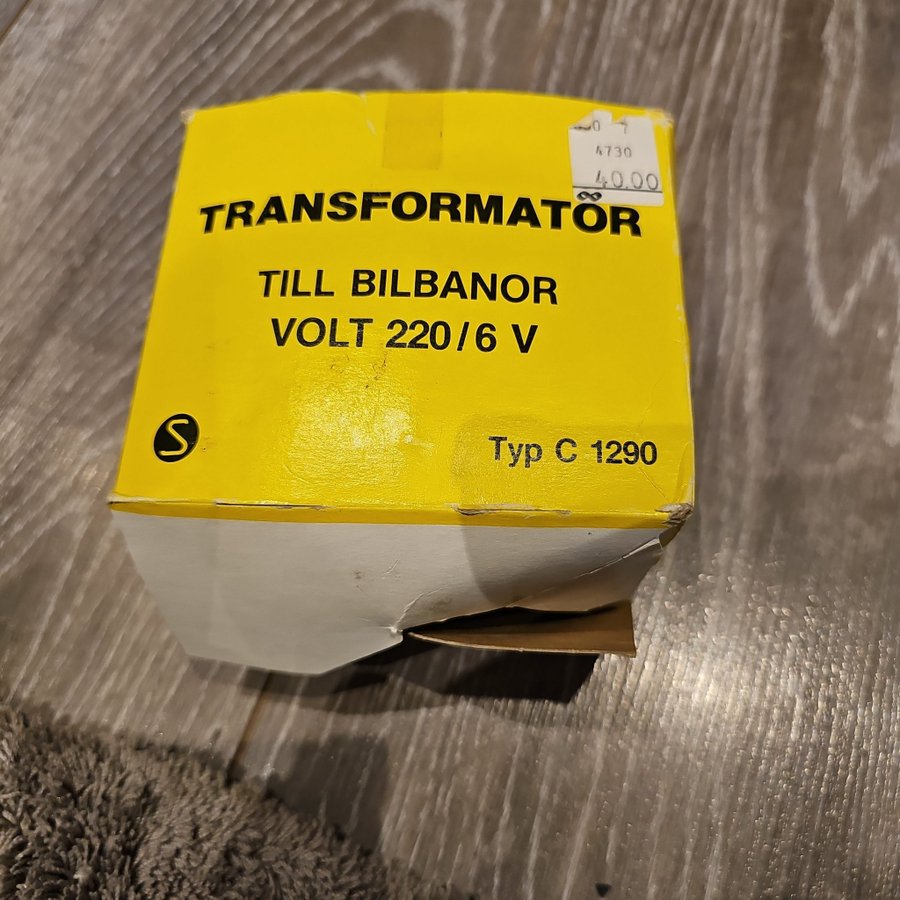 4730
40.00
TRANSFORMATOR
TILL BILBANOR
VOLT 220/6 V
S
Typ C 1290